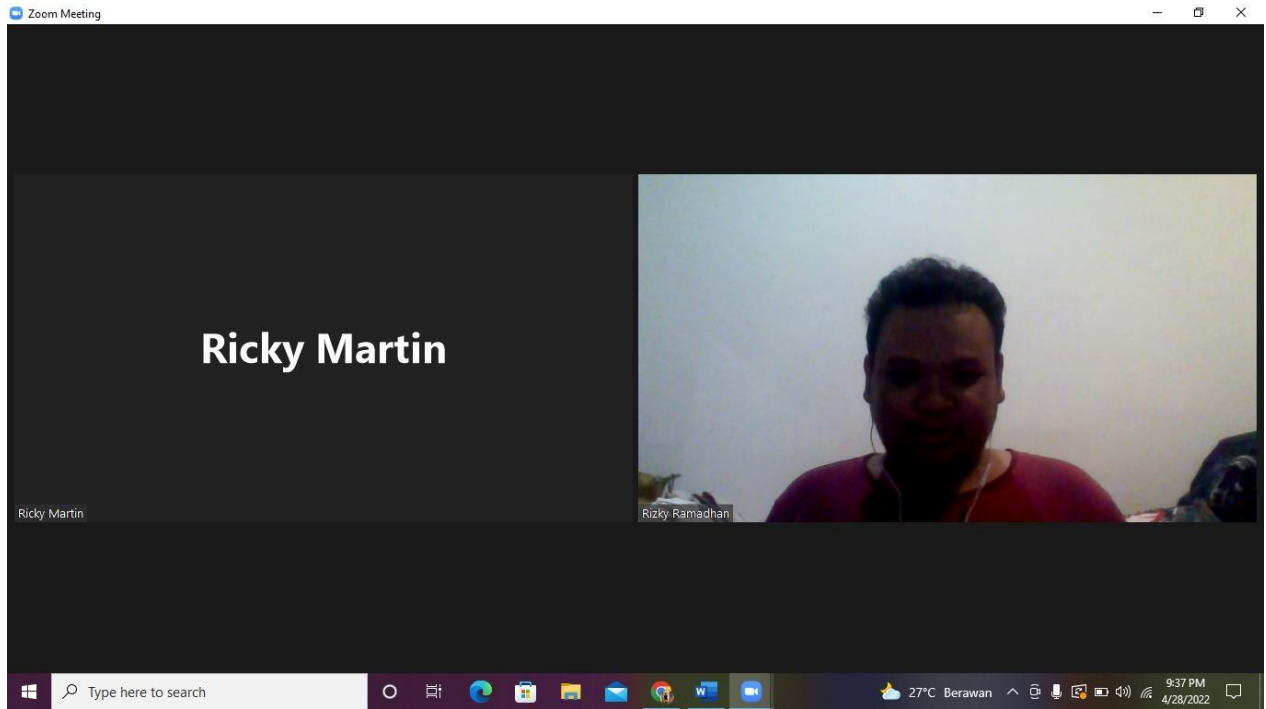 Zoom Meeting
Ricky Martin
Ricky Martin
Rizky Ramadhan
Type here to search
27°C Berawan
9:37 PM
4/28/2022